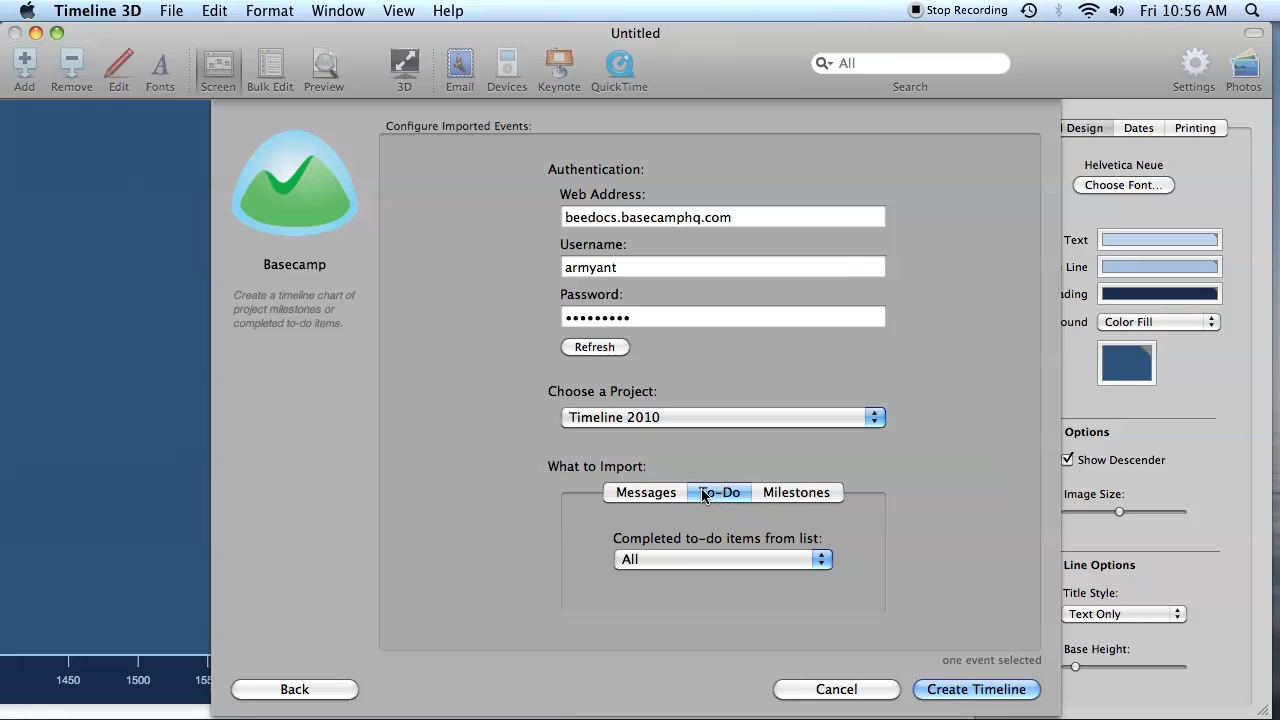 Timeline 3D File Edit Format Window View Help Stop Recording Fri 10:56 AM
Untitled
All
Add Remove Edit Fonts Screen Bulk Edit Preview 3D Email Devices Keynote QuickTime Search Settings Photos
Configure Imported Events:
Basecamp
Create a timeline chart of
project milestones or
completed to-do items.
Authentication:
Web Address:
beedocs.basecamphq.com
Username:
armyant
Password:
•••••••••
Refresh
Choose a Project:
Timeline 2010
What to Import:
Messages To-Do Milestones
Completed to-do items from list:
All
one event selected
Back Cancel Create Timeline
Design Dates Printing
Helvetica Neue
Choose Font...
Text
Line
ding
ound Color Fill
Options
Show Descender
Image Size:
Line Options
Title Style:
Text Only
Base Height:
1450 1500 155